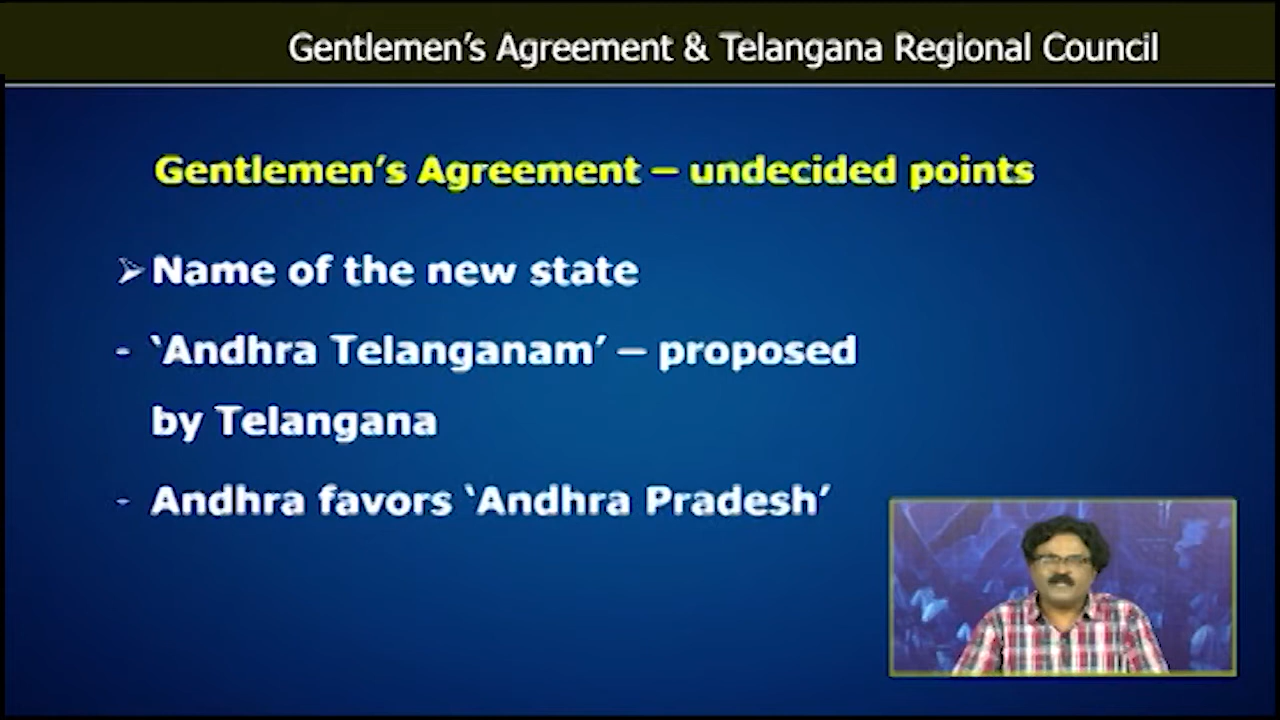 Gentlemen’s Agreement & Telangana Regional Council
Gentlemen’s Agreement – undecided points
➢ Name of the new state
- ‘Andhra Telanganam’ – proposed
by Telangana
- Andhra favors ‘Andhra Pradesh’